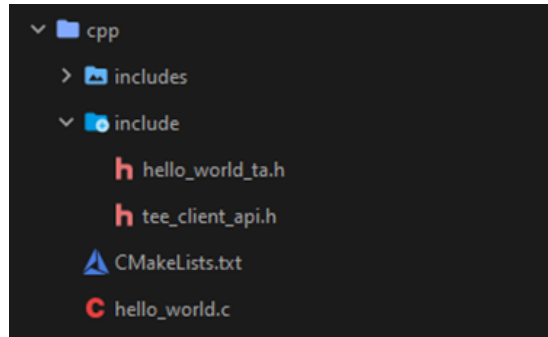 cpp
includes
include
hello_world_ta.h
tee_client_api.h
CMakeLists.txt
hello_world.c